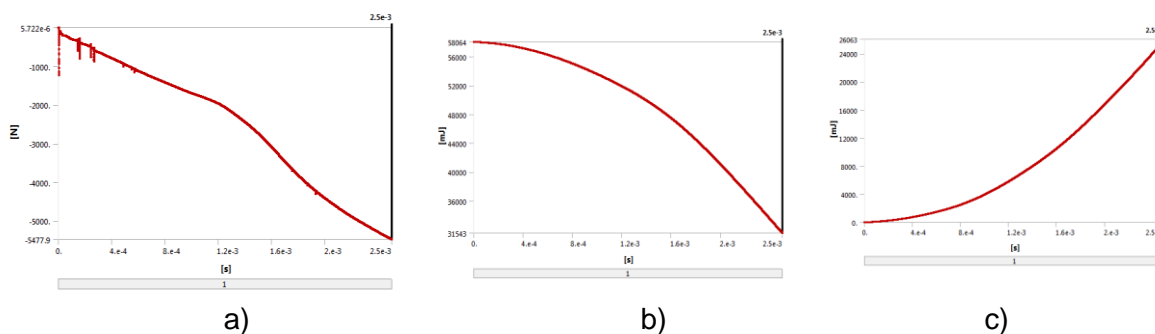 2.5e-3
5.722e-6
-1000.
-2000.
-3000.
-4000.
-5000.
-5477.9
[N]
0. 4.e-4 8.e-4 1.2e-3 1.6e-3 2.e-3 2.5e-3
[s]
1
a)
2.5e-3
58064
56000
52000
48000
44000
40000
36000
31543
[mJ]
0. 4.e-4 8.e-4 1.2e-3 1.6e-3 2.e-3 2.5e-3
[s]
1
b)
2.5e
26063
24000
20000
16000
12000
8000.
4000.
0.
[mJ]
0. 4.e-4 8.e-4 1.2e-3 1.6e-3 2.e-3 2.5e
[s]
1
c)